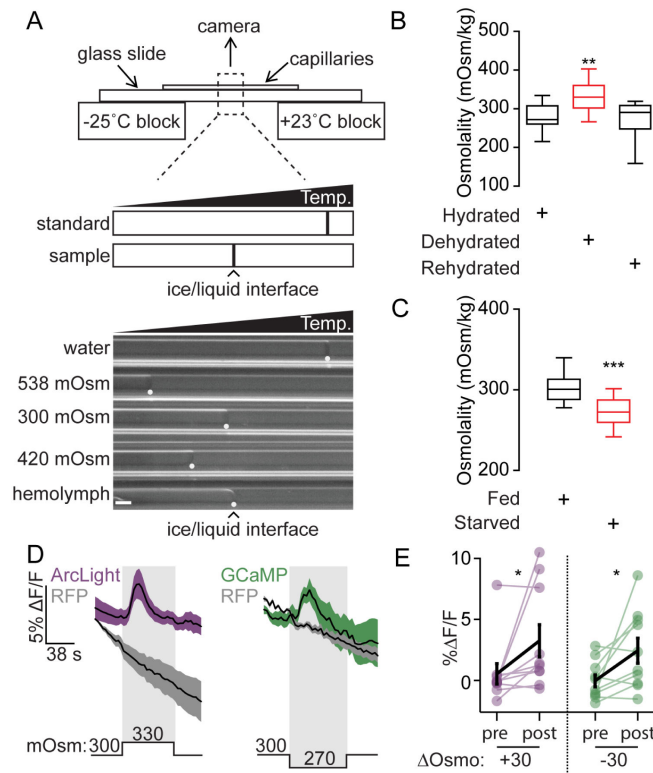 A
camera
glass slide
capillaries
-25˚C block
+23˚C block
Temp.
standard
sample
ice/liquid interface
Temp.
water
538 mOsm
300 mOsm
420 mOsm
hemolymph
ice/liquid interface
B
Osmolality (mOsm/kg)
500
400
300
200
100
**
Hydrated +
Dehydrated +
Rehydrated +
C
Osmolality (mOsm/kg)
400
300
200
***
Fed +
Starved +
D
ArcLight
RFP
GCaMP
RFP
5% ΔF/F
38 s
mOsm: 300 330
300 270
E
%ΔF/F
10
5
0
* *
pre post pre post
ΔOsmo: +30 -30